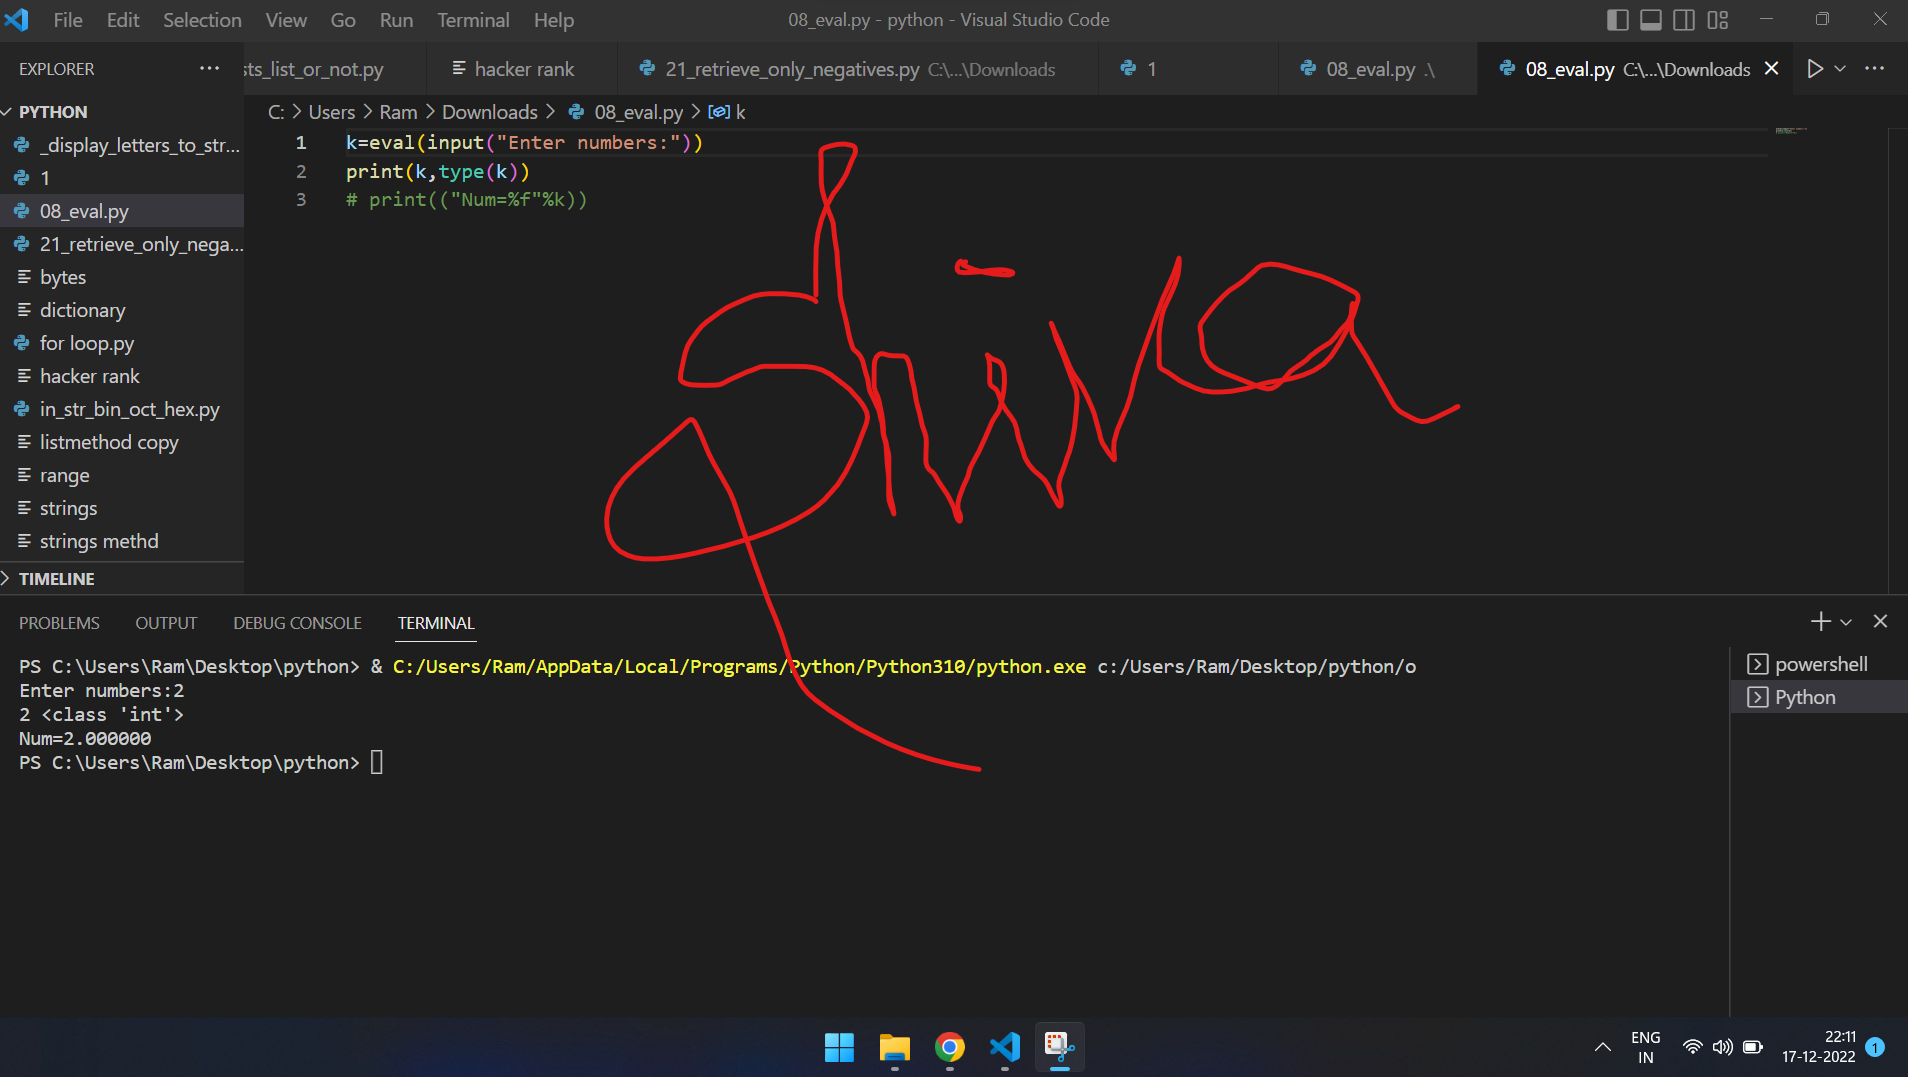 File Edit Selection View Go Run Terminal Help 08_eval.py - python - Visual Studio Code
EXPLORER ··· sts_list_or_not.py hacker rank 21_retrieve_only_negatives.py C:\...\Downloads 1 08_eval.py .\ 08_eval.py C:\...\Downloads
PYTHON
C: > Users > Ram > Downloads > 08_eval.py > k
_display_letters_to_str...
1
08_eval.py
21_retrieve_only_nega...
bytes
dictionary
for loop.py
hacker rank
in_str_bin_oct_hex.py
listmethod copy
range
strings
strings methd
TIMELINE
1 k=eval(input("Enter numbers:"))
2 print(k,type(k))
3 # print(("Num=%f"%k))
Shiva
PROBLEMS OUTPUT DEBUG CONSOLE TERMINAL
PS C:\Users\Ram\Desktop\python> & C:/Users/Ram/AppData/Local/Programs/Python/Python310/python.exe c:/Users/Ram/Desktop/python/o
Enter numbers:2
2 <class 'int'>
Num=2.000000
PS C:\Users\Ram\Desktop\python>
powershell
Python
ENG
IN
22:11
17-12-2022
1